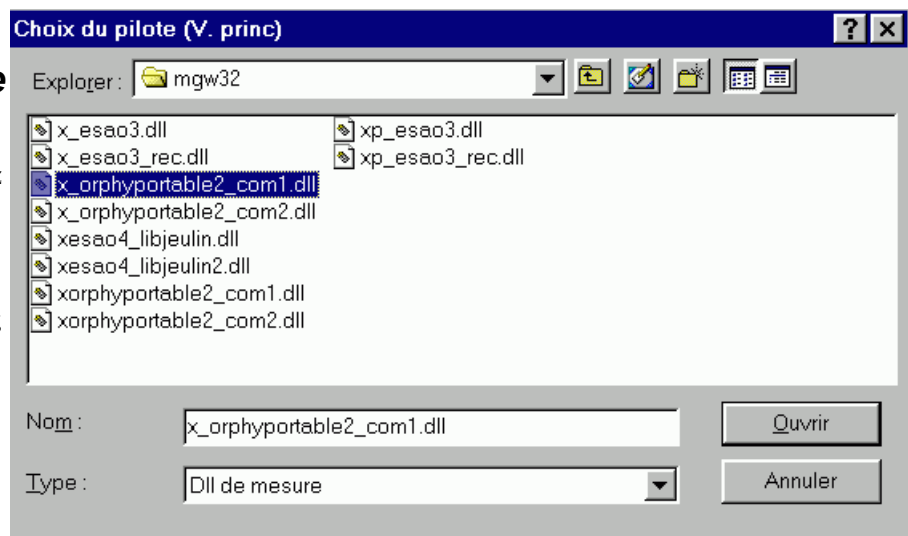 Choix du pilote (V. princ)
e
Explorer : mgw32
x_esao3.dll
x_esao3_rec.dll
x_orphyportable2_com1.dll
x_orphyportable2_com2.dll
xesao4_libjeulin.dll
xesao4_libjeulin2.dll
xorphyportable2_com1.dll
xorphyportable2_com2.dll
xp_esao3.dll
xp_esao3_rec.dll
Nom : x_orphyportable2_com1.dll
Ouvrir
Type : Dll de mesure
Annuler